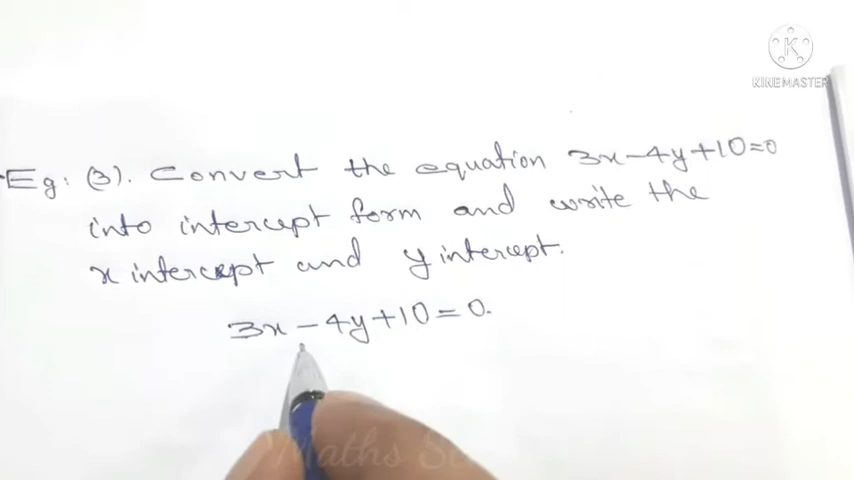 K
KINEMASTER
Eg: (3). Convert the equation 3x-4y+10=0
into intercept form and write the
x intercept and y intercept.
3x-4y+10=0.
Maths